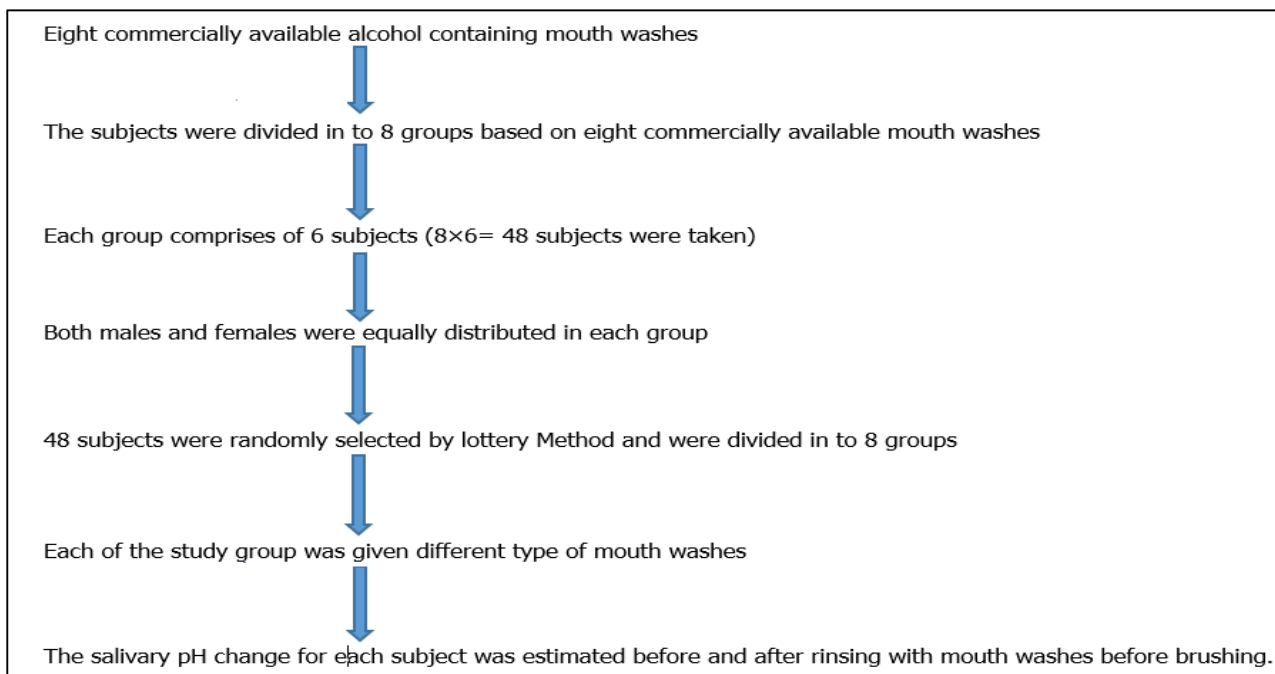 Eight commercially available alcohol containing mouth washes
The subjects were divided in to 8 groups based on eight commercially available mouth washes
Each group comprises of 6 subjects (8×6= 48 subjects were taken)
Both males and females were equally distributed in each group
48 subjects were randomly selected by lottery Method and were divided in to 8 groups
Each of the study group was given different type of mouth washes
The salivary pH change for each subject was estimated before and after rinsing with mouth washes before brushing.